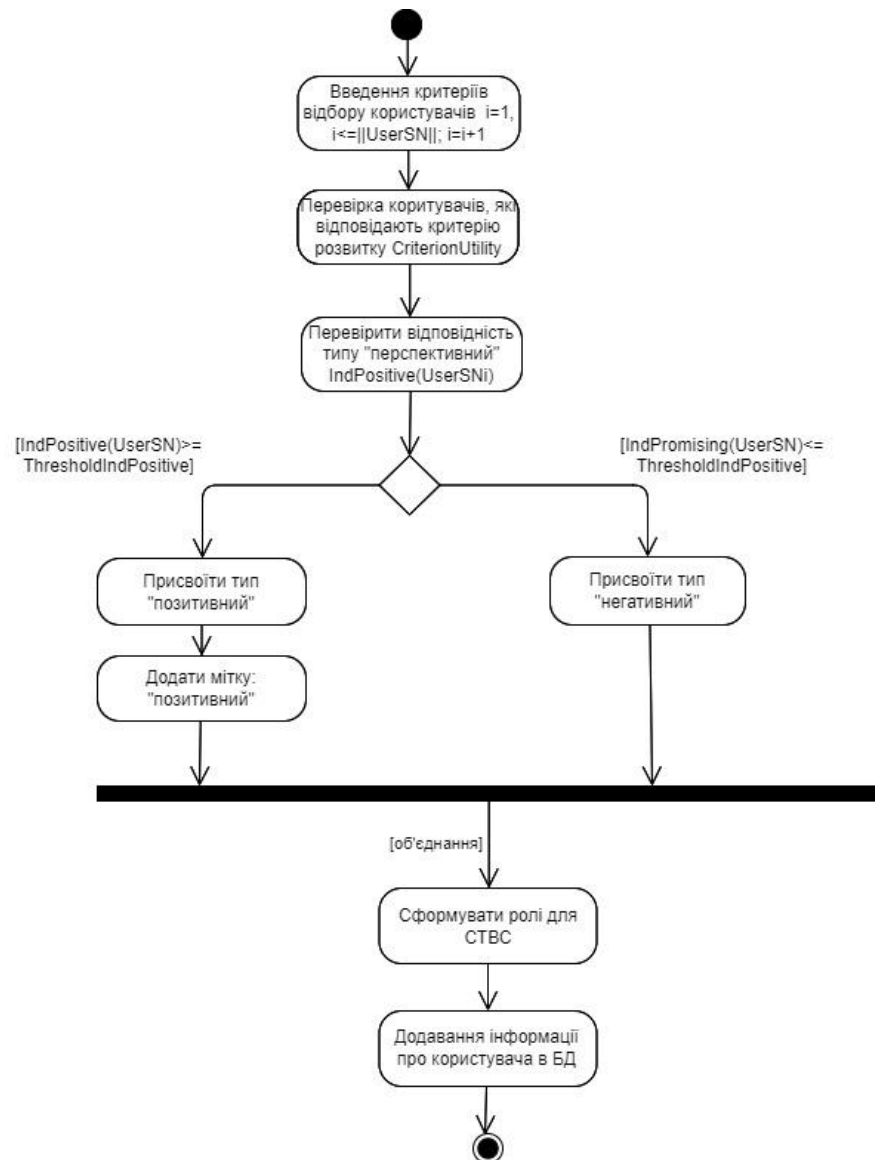 Введення критеріїв
відбору користувачів i=1,
i<=||UserSN||; i=i+1
Перевірка коритувачів, які
відповідають критерію
розвитку CriterionUtility
Перевірити відповідність
типу "перспективний"
IndPositive(UserSNi)
[IndPositive(UserSN)>=
ThresholdIndPositive]
[IndPromising(UserSN)<=
ThresholdIndPositive]
Присвоїти тип
"позитивний"
Присвоїти тип
"негативний"
Додати мітку:
"позитивний"
[об'єднання]
Сформувати ролі для
СТВС
Додавання інформації
про користувача в БД